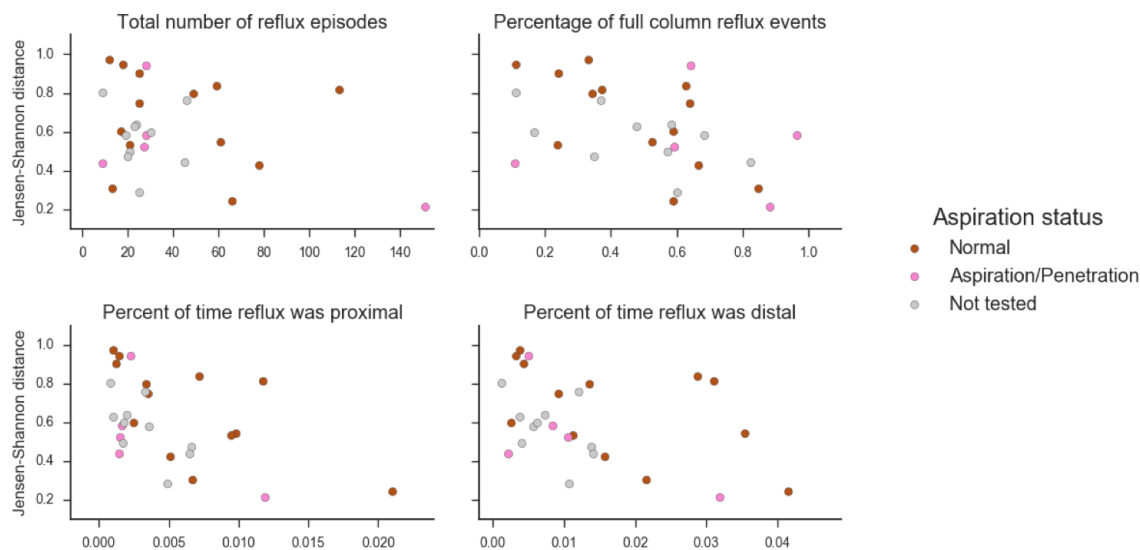 Total number of reflux episodes
Percentage of full column reflux events
Jensen-Shannon distance
1.0
0.8
0.6
0.4
0.2
0 20 40 60 80 100 120 140
0.0 0.2 0.4 0.6 0.8 1.0
Aspiration status
Normal
Aspiration/Penetration
Not tested
Percent of time reflux was proximal
Percent of time reflux was distal
Jensen-Shannon distance
1.0
0.8
0.6
0.4
0.2
0.000 0.005 0.010 0.015 0.020
0.00 0.01 0.02 0.03 0.04